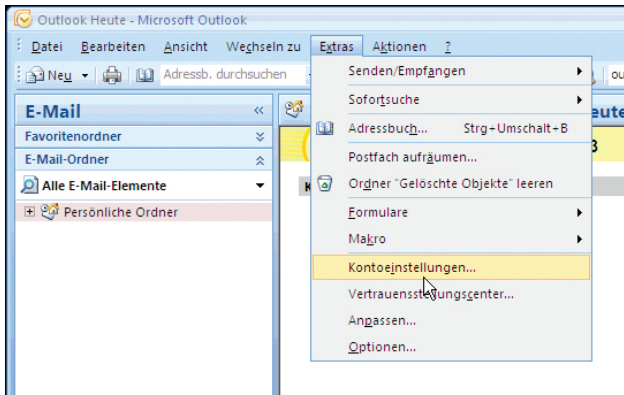 Outlook Heute - Microsoft Outlook
Datei Bearbeiten Ansicht Wechseln zu Extras Aktionen ?
Neu Adressb. durchsuchen
Senden/Empfangen
Sofortsuche
Adressbuch... Strg+Umschalt+B
Postfach aufräumen...
Ordner "Gelöschte Objekte" leeren
Formulare
Makro
Kontoeinstellungen...
Vertrauensstellungscenter...
Anpassen...
Optionen...
E-Mail
Favoritenordner
E-Mail-Ordner
Alle E-Mail-Elemente
Persönliche Ordner